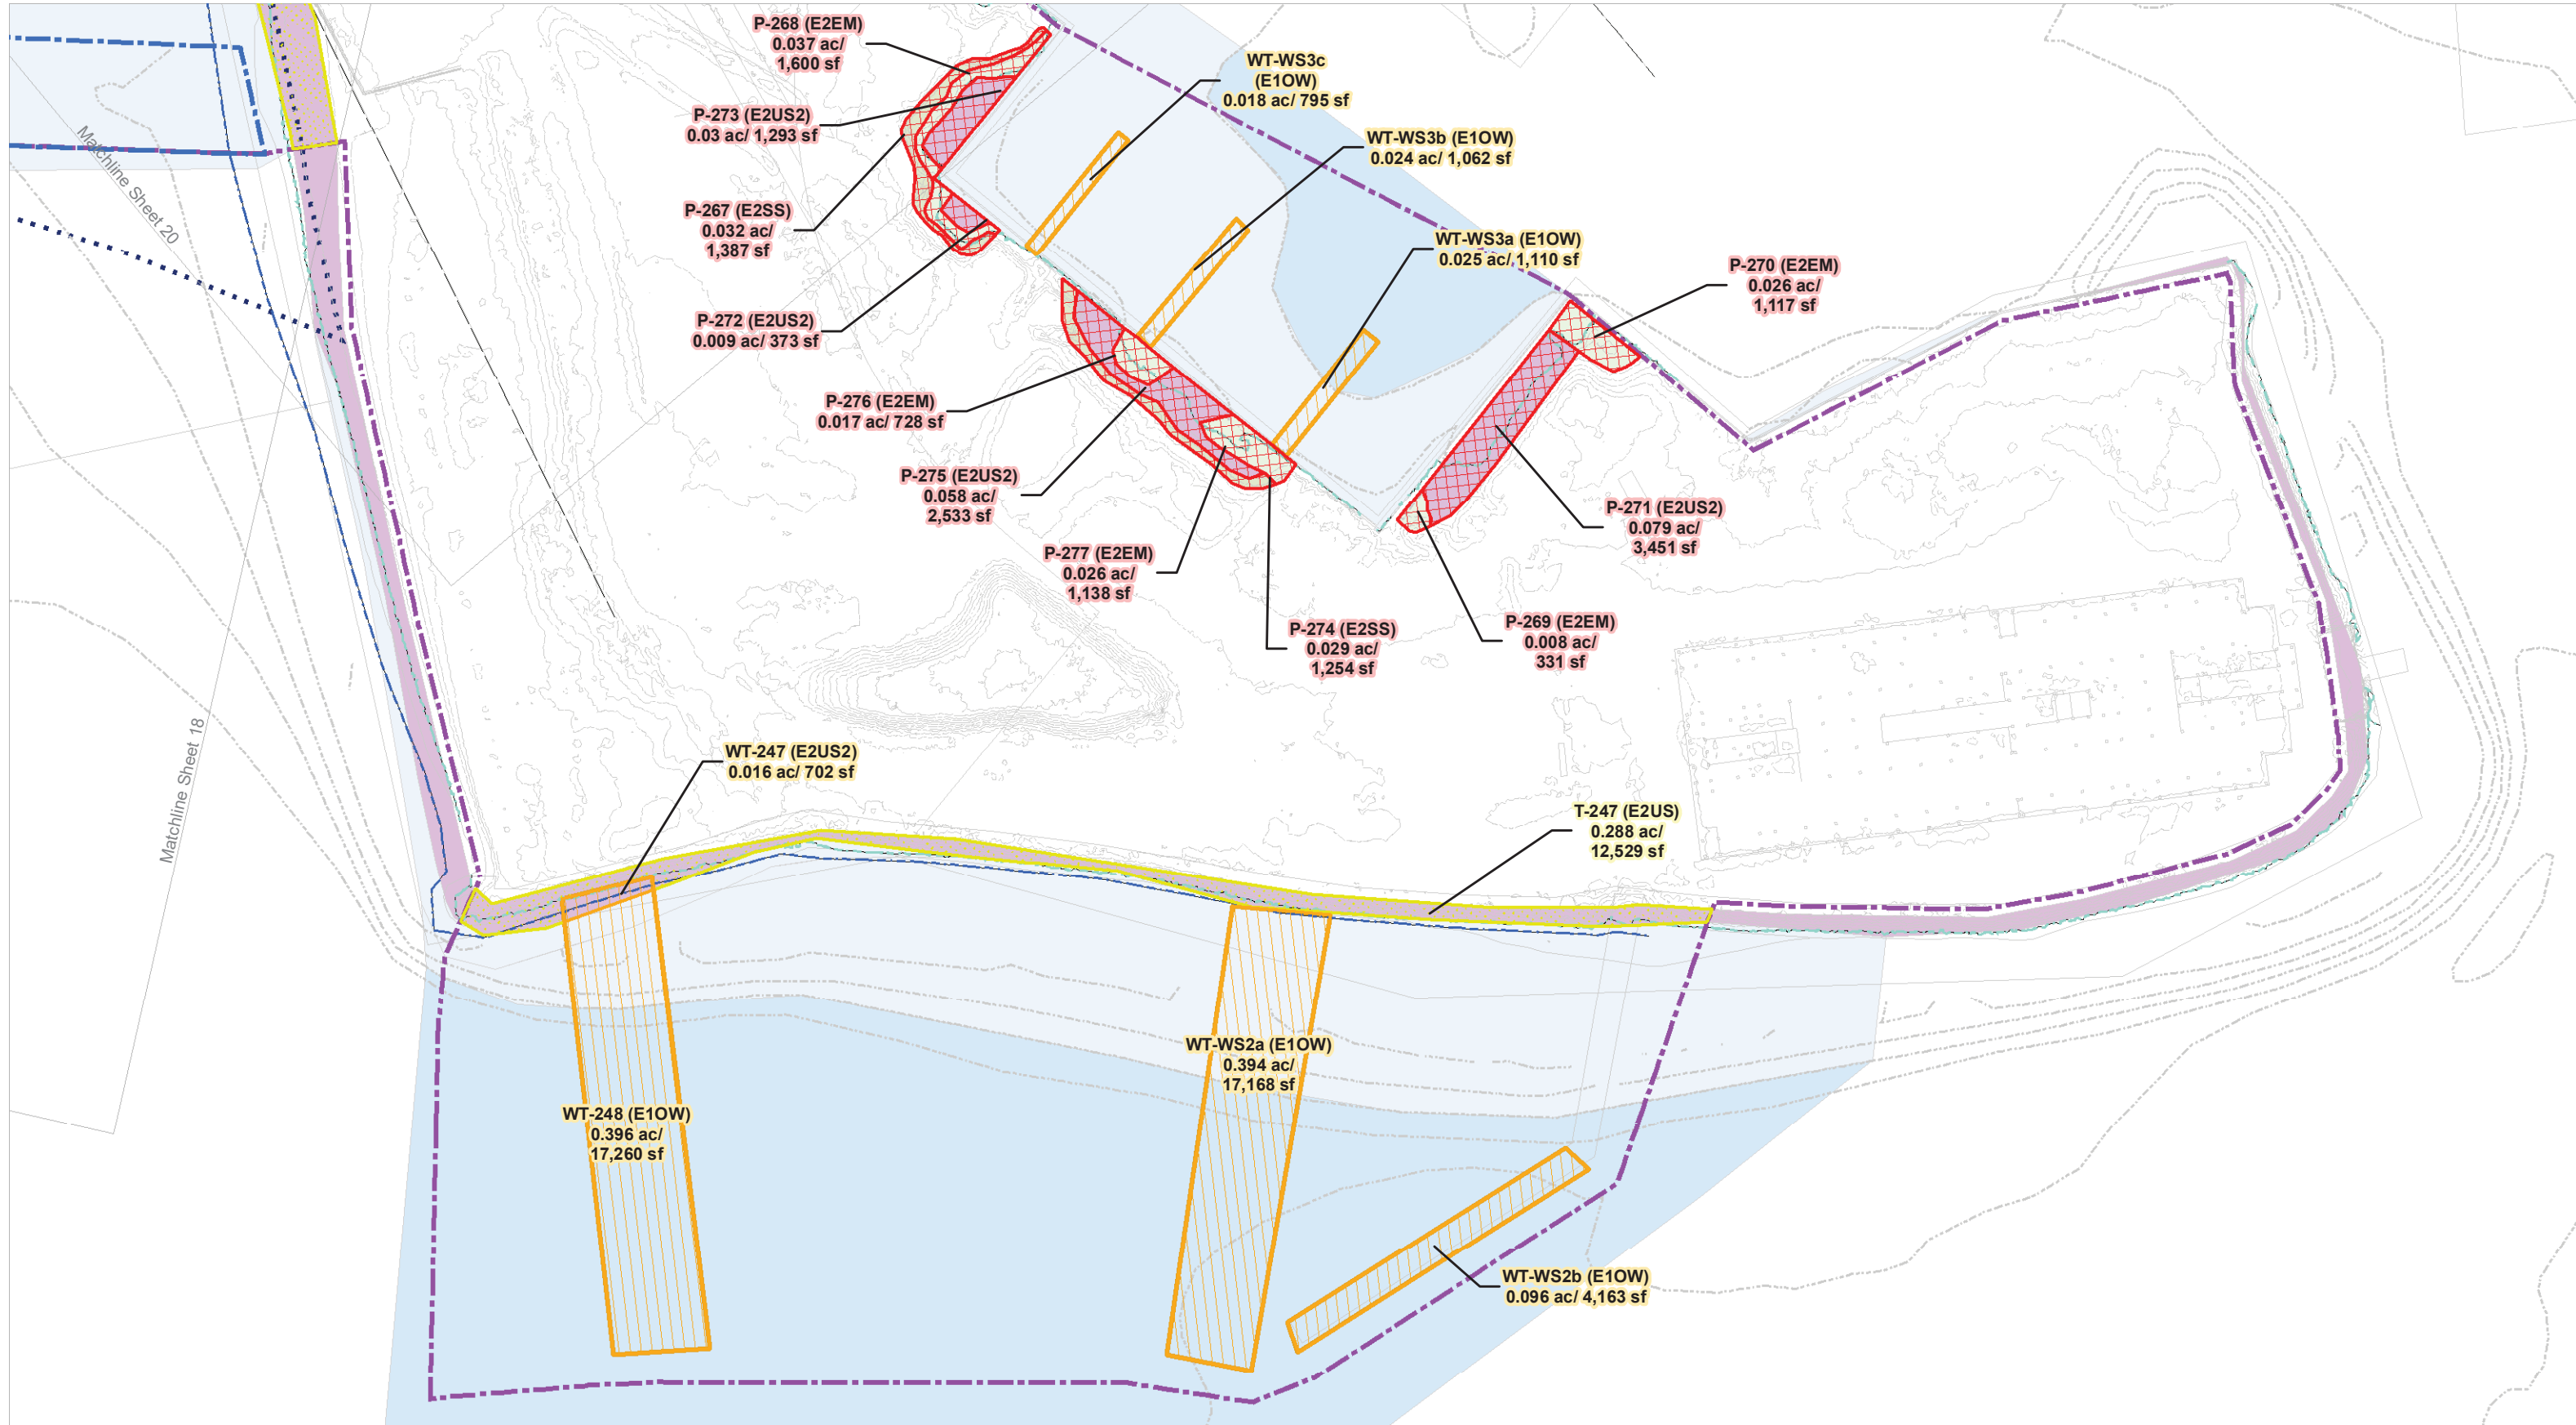 P-268 (E2EM)
0.037 ac/
1,600 sf
WT-WS3c
(E1OW)
0.018 ac/ 795 sf
P-273 (E2US2)
0.03 ac/ 1,293 sf
WT-WS3b (E1OW)
0.024 ac/ 1,062 sf
Matchline Sheet 20
P-267 (E2SS)
0.032 ac/
1,387 sf
WT-WS3a (E1OW)
0.025 ac/ 1,110 sf
P-270 (E2EM)
0.026 ac/
1,117 sf
P-272 (E2US2)
0.009 ac/ 373 sf
P-276 (E2EM)
0.017 ac/ 728 sf
P-275 (E2US2)
0.058 ac/
2,533 sf
P-271 (E2US2)
0.079 ac/
3,451 sf
P-277 (E2EM)
0.026 ac/
1,138 sf
P-274 (E2SS)
0.029 ac/
1,254 sf
P-269 (E2EM)
0.008 ac/
331 sf
Matchline Sheet 18
WT-247 (E2US2)
0.016 ac/ 702 sf
T-247 (E2US)
0.288 ac/
12,529 sf
WT-WS2a (E1OW)
0.394 ac/
17,168 sf
WT-248 (E1OW)
0.396 ac/
17,260 sf
WT-WS2b (E1OW)
0.096 ac/ 4,163 sf